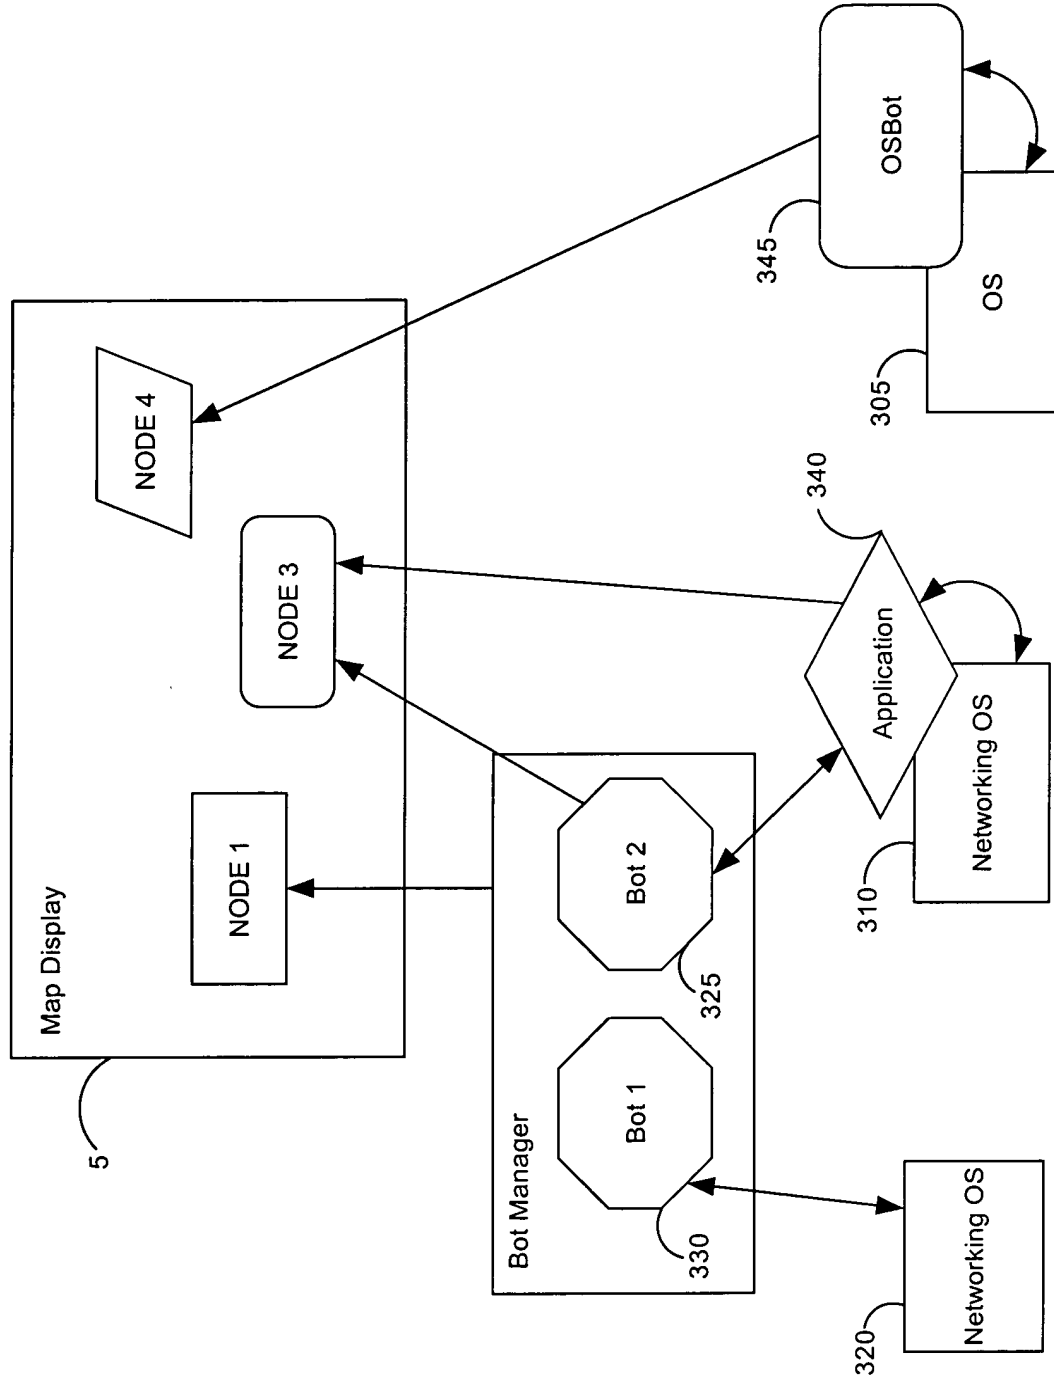 Map Display
5
NODE 1
NODE 3
NODE 4
Bot Manager
Bot 1
Bot 2
330
325
320
Networking OS
310
Networking OS
Application
340
305
OS
345
OSBot